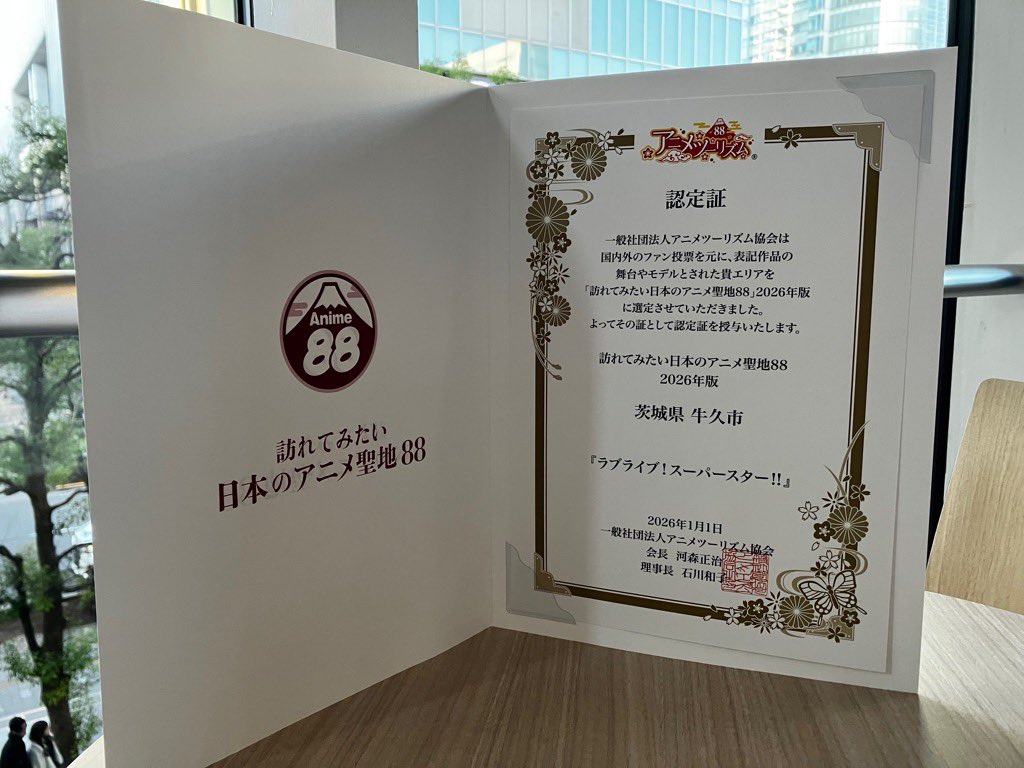 Anime
88
訪れてみたい
日本のアニメ聖地88
88
アニメツーリズム
®
認定証
一般社団法人アニメツーリズム協会は
国内外のファン投票を元に、表記作品の
舞台やモデルとされた貴エリアを
「訪れてみたい日本のアニメ聖地88」2026年版
に選定させていただきました。
よってその証として認定証を授与いたします。
訪れてみたい日本のアニメ聖地88
2026年版
茨城県 牛久市
『ラブライブ！スーパースター!!』
2026年1月1日
一般社団法人アニメツーリズム協会
会長 河森正治
理事長 石川和子